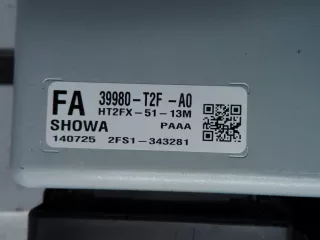 FA 39980-T2F -A0
HT2FX-51-13M
SHOWA PAAA
140725 2FS1-343281